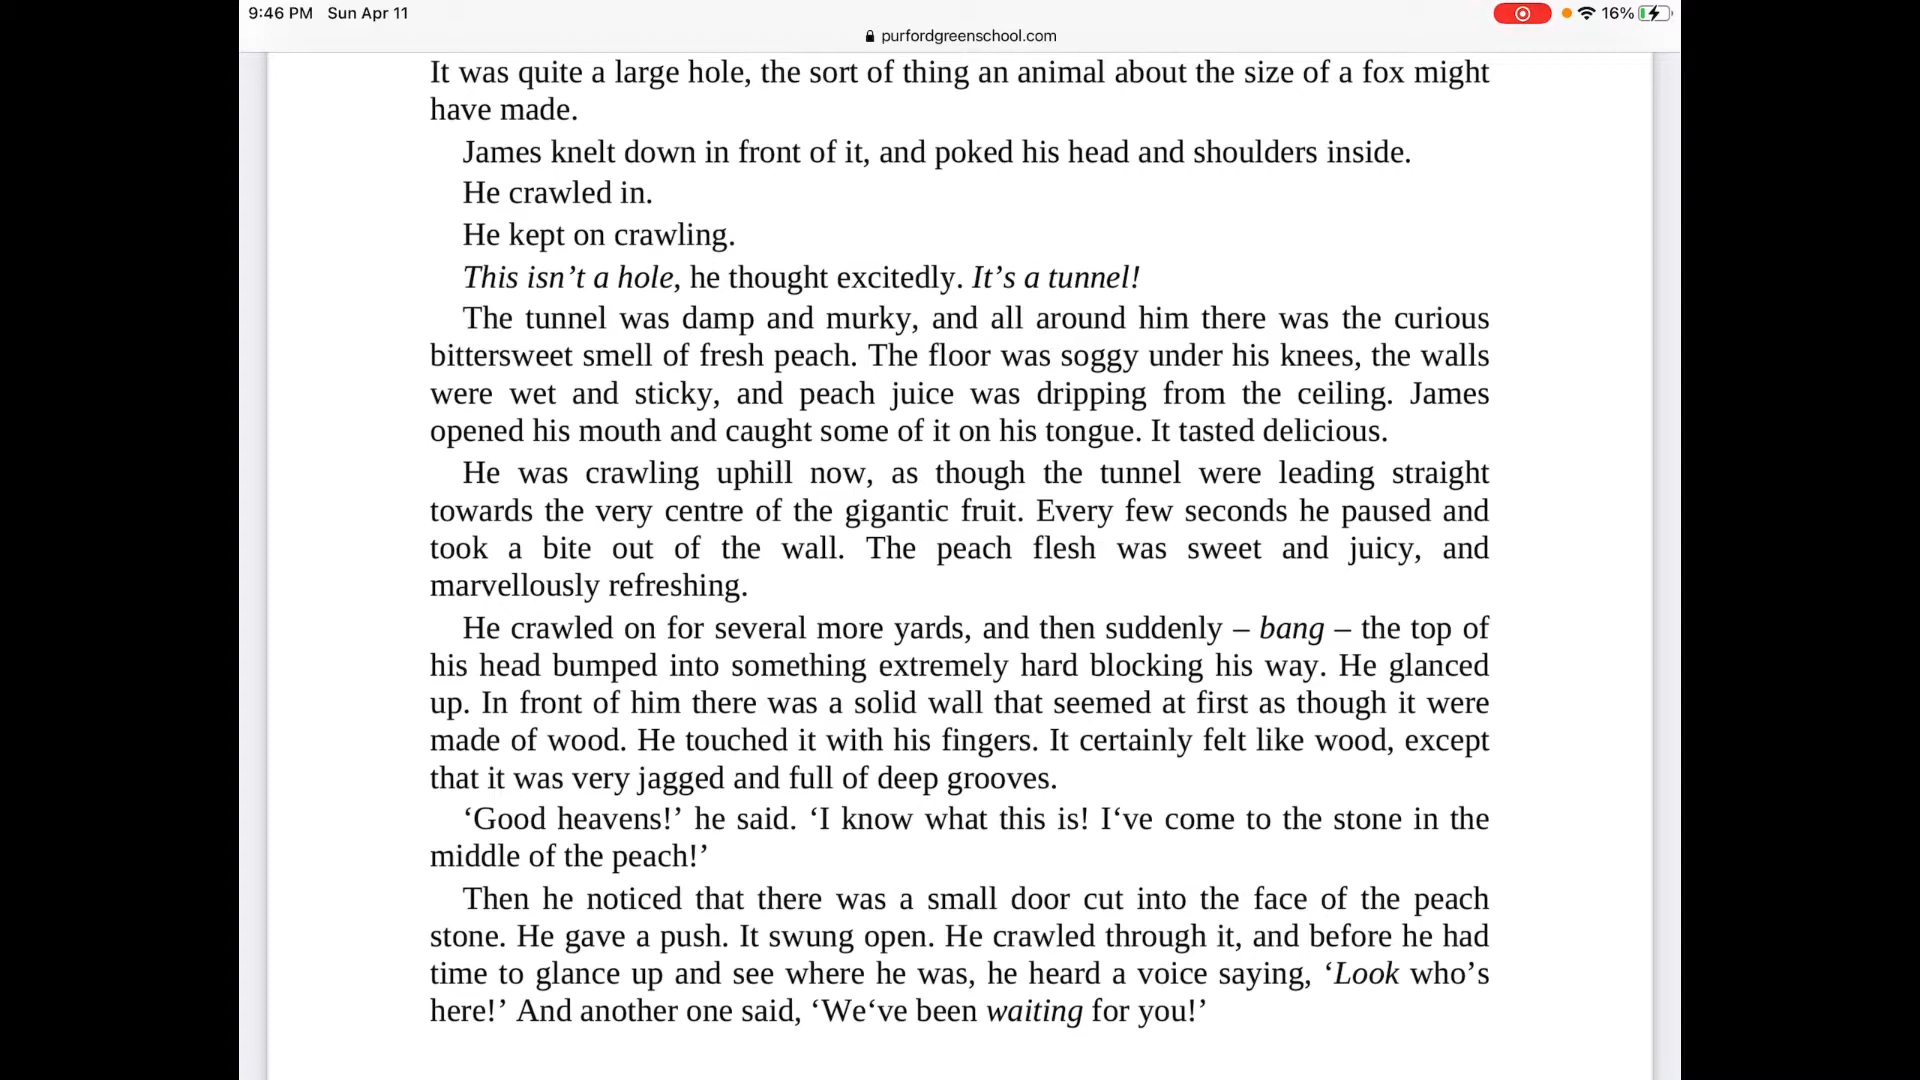 9:46 PM Sun Apr 11
16%
purfordgreenschool.com
It was quite a large hole, the sort of thing an animal about the size of a fox might
have made.
James knelt down in front of it, and poked his head and shoulders inside.
He crawled in.
He kept on crawling.
This isn’t a hole, he thought excitedly. It’s a tunnel!
The tunnel was damp and murky, and all around him there was the curious
bittersweet smell of fresh peach. The floor was soggy under his knees, the walls
were wet and sticky, and peach juice was dripping from the ceiling. James
opened his mouth and caught some of it on his tongue. It tasted delicious.
He was crawling uphill now, as though the tunnel were leading straight
towards the very centre of the gigantic fruit. Every few seconds he paused and
took a bite out of the wall. The peach flesh was sweet and juicy, and
marvellously refreshing.
He crawled on for several more yards, and then suddenly – bang – the top of
his head bumped into something extremely hard blocking his way. He glanced
up. In front of him there was a solid wall that seemed at first as though it were
made of wood. He touched it with his fingers. It certainly felt like wood, except
that it was very jagged and full of deep grooves.
‘Good heavens!’ he said. ‘I know what this is! I‘ve come to the stone in the
middle of the peach!’
Then he noticed that there was a small door cut into the face of the peach
stone. He gave a push. It swung open. He crawled through it, and before he had
time to glance up and see where he was, he heard a voice saying, ‘Look who’s
here!’ And another one said, ‘We‘ve been waiting for you!’